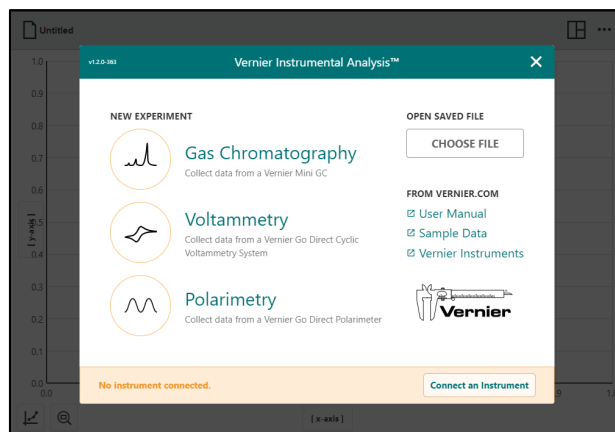 Untitled
v1.2.0-363
Vernier Instrumental Analysis™
NEW EXPERIMENT
Gas Chromatography
Collect data from a Vernier Mini GC
Voltammetry
Collect data from a Vernier Go Direct Cyclic
Voltammetry System
Polarimetry
Collect data from a Vernier Go Direct Polarimeter
OPEN SAVED FILE
CHOOSE FILE
FROM VERNIER.COM
User Manual
Sample Data
Vernier Instruments
Vernier
No instrument connected.
Connect an Instrument
1.0
0.9
0.8
0.7
0.6
0.5
0.4
0.3
0.2
0.1
0.0
[ y-axis ]
0.0
.9
1.0
[ x-axis ]